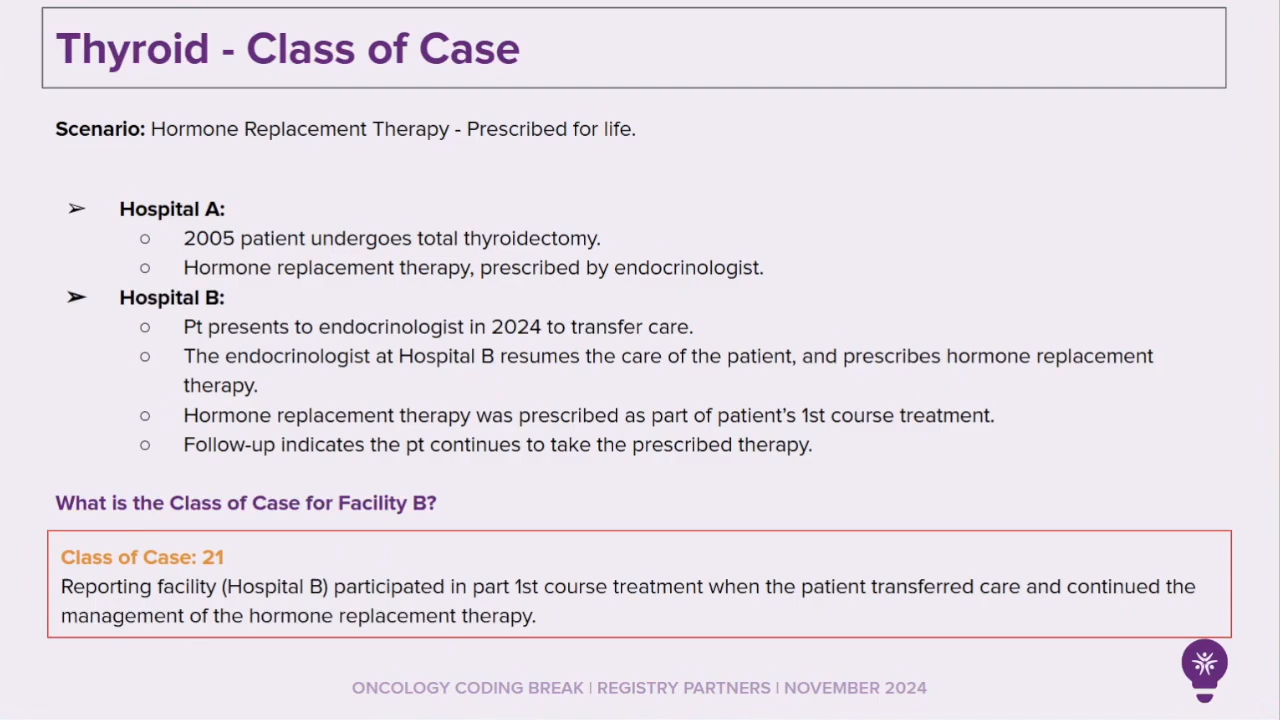 Thyroid - Class of Case
Scenario: Hormone Replacement Therapy - Prescribed for life.
➢ Hospital A:
○ 2005 patient undergoes total thyroidectomy.
○ Hormone replacement therapy, prescribed by endocrinologist.
➢ Hospital B:
○ Pt presents to endocrinologist in 2024 to transfer care.
○ The endocrinologist at Hospital B resumes the care of the patient, and prescribes hormone replacement
therapy.
○ Hormone replacement therapy was prescribed as part of patient’s 1st course treatment.
○ Follow-up indicates the pt continues to take the prescribed therapy.
What is the Class of Case for Facility B?
Class of Case: 21
Reporting facility (Hospital B) participated in part 1st course treatment when the patient transferred care and continued the
management of the hormone replacement therapy.
ONCOLOGY CODING BREAK | REGISTRY PARTNERS | NOVEMBER 2024